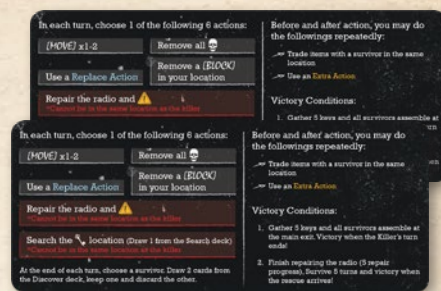 In each turn, choose 1 of the following 6 actions:
[MOVE] x1-2
Remove all
Use a Replace Action
Remove a [BLOCK]
in your location
Repair the radio and
*Cannot be in the same location as the killer
Before and after action, you may do
the followings repeatedly:
Trade items with a survivor in the same
location
Use an Extra Action
Victory Conditions:
1. Gather 5 keys and all survivors assemble at
In each turn, choose 1 of the following 6 actions:
[MOVE] x1-2
Remove all
Use a Replace Action
Remove a [BLOCK]
in your location
Repair the radio and
*Cannot be in the same location as the killer
Search the location (Draw 1 from the Search deck)
*Cannot be in the same location as the killer
At the end of each turn, choose a survivor. Draw 2 cards from
the Discover deck, keep one and discard the other.
Before and after action, you may do
the followings repeatedly:
Trade items with a survivor in the same
location
Use an Extra Action
Victory Conditions:
1. Gather 5 keys and all survivors assemble at
the main exit. Victory when the Killer's turn
ends!
2. Finish repairing the radio (5 repair
progress), Survive 5 turns and victory when
the rescue arrives!